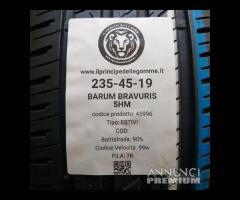 www.ilprincipedellegomme.it
235-45-19
BARUM BRAVURIS
5HM
codice prodotto: 45996
Tipo: ESTIVI
COD:
Battistrada: 90%
Codice Velocità: 99w
FILA: 78
ANNUNCI
PREMIUM